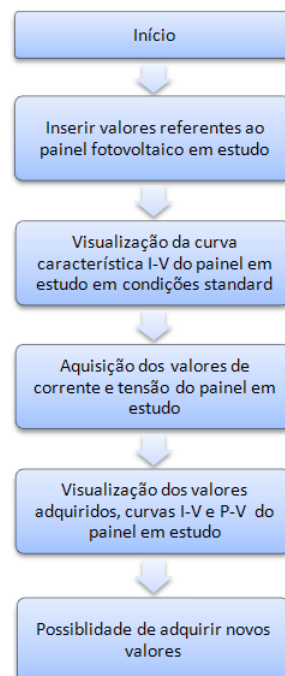 Início
Inserir valores referentes ao
painel fotovoltaico em estudo
Visualização da curva
característica I-V do painel em
estudo em condições standard
Aquisição dos valores de
corrente e tensão do painel em
estudo
Visualização dos valores
adquiridos, curvas I-V e P-V do
painel em estudo
Possiblidade de adquirir novos
valores